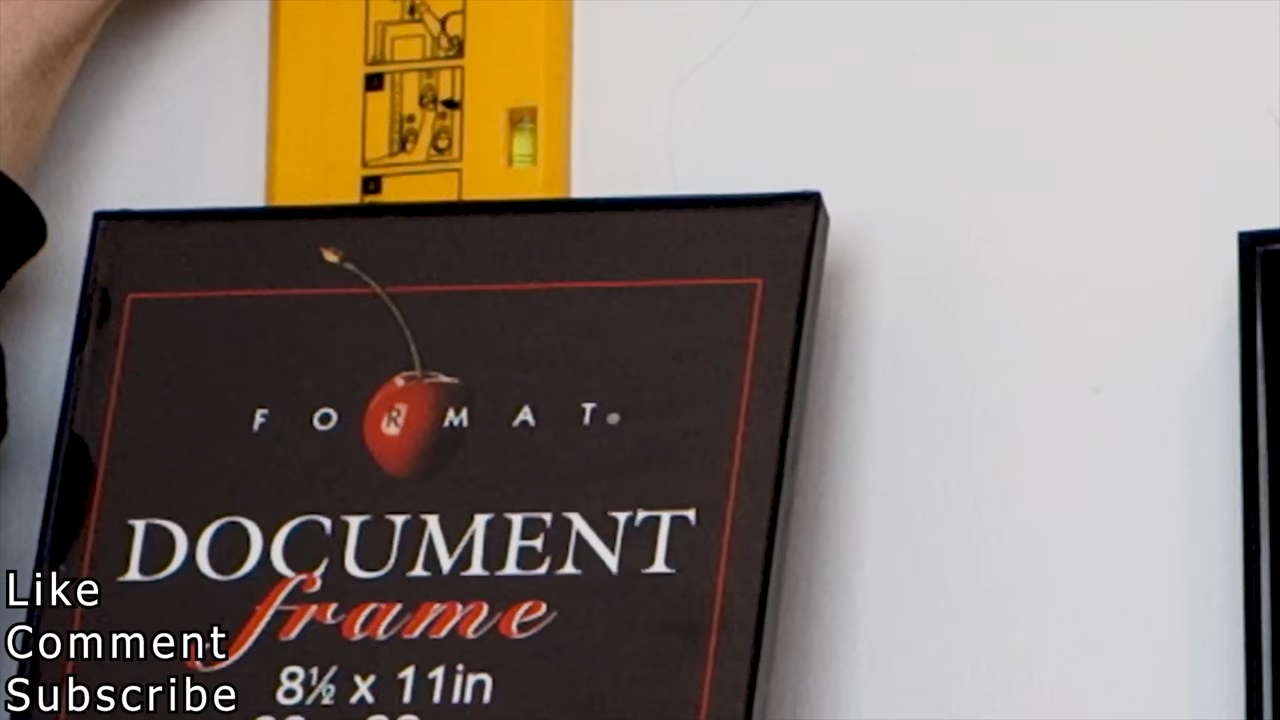 FORMAT®
DOCUMENT
frame
8½ x 11in
Like
Comment
Subscribe